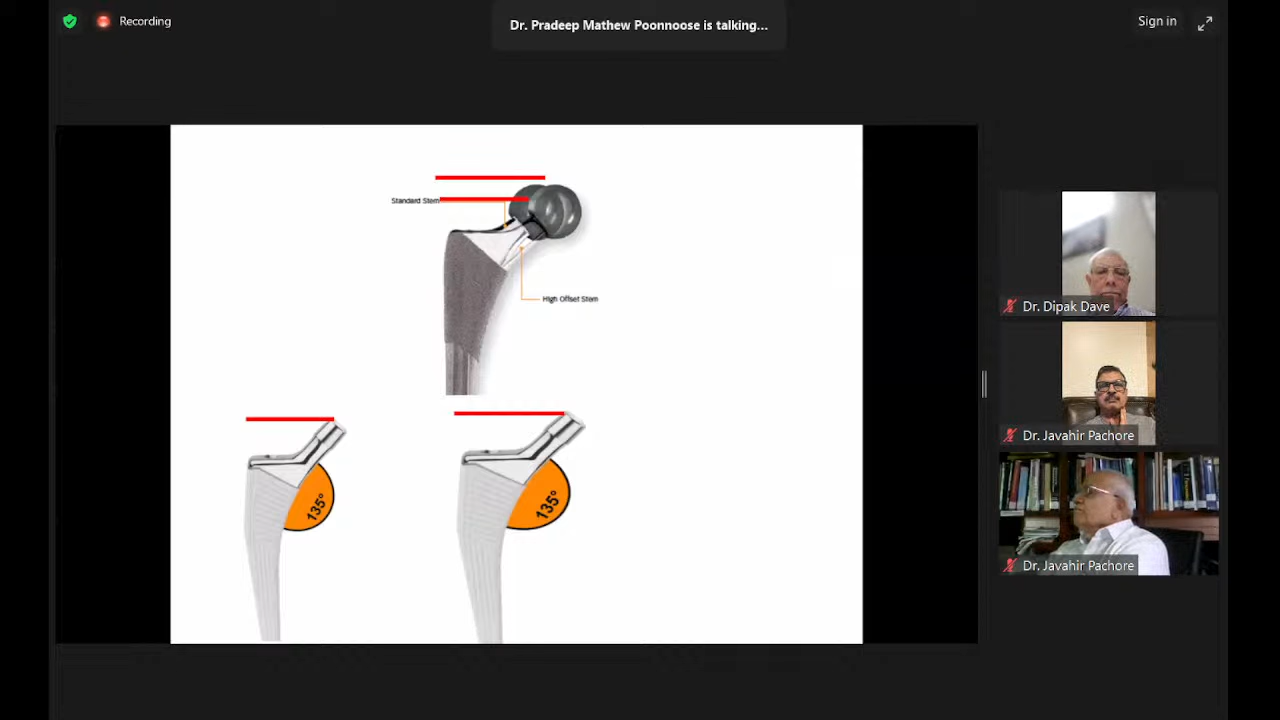 Recording
Dr. Pradeep Mathew Poonnoose is talking...
Sign in
Standard Stem
High Offset Stem
135°
135°
Dr. Dipak Dave
Dr. Javahir Pachore
Dr. Javahir Pachore